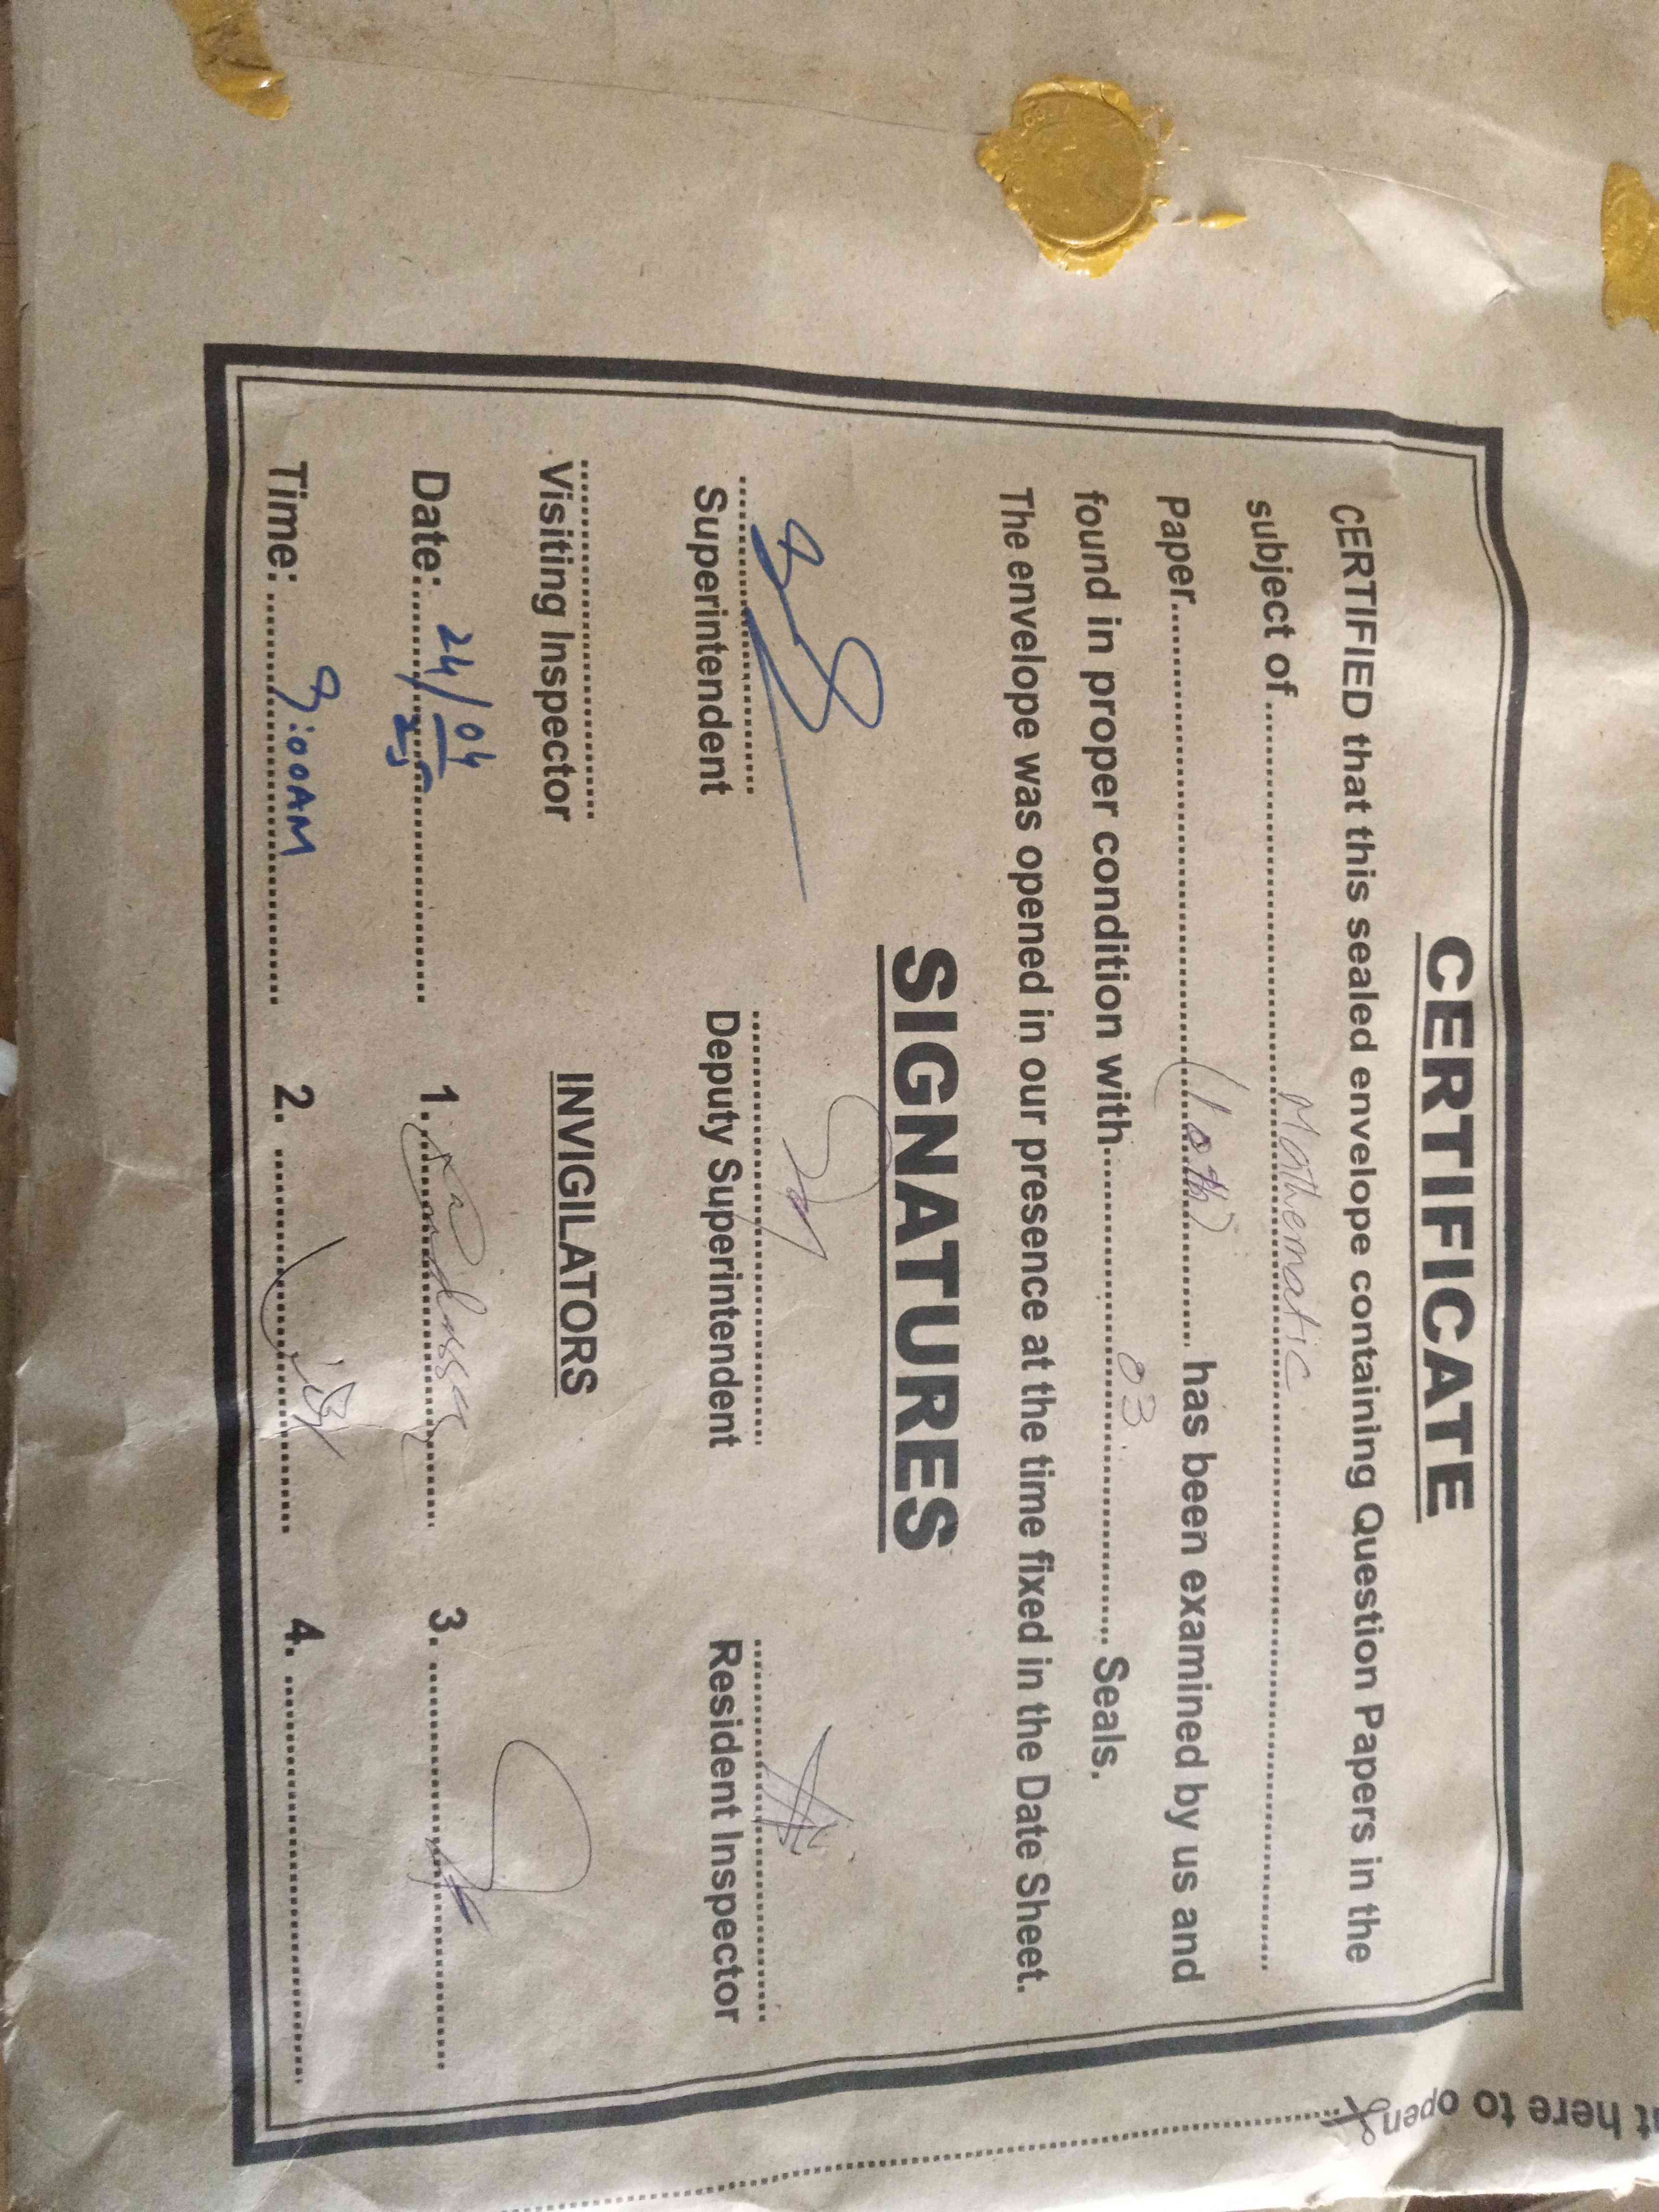 CERTIFICATE
CERTIFIED that this sealed envelope containing Question Papers in the
subject of.......... Mathematic ..........
Paper.......... (10th) .......... has been examined by us and
found in proper condition with.......... 03 .......... Seals.
The envelope was opened in our presence at the time fixed in the Date Sheet.
SIGNATURES
Superintendent Deputy Superintendent Resident Inspector
Visiting Inspector INVIGILATORS
Date: 24/04 25 1. 3.
Time: 9:00AM 2. 4.
here to open